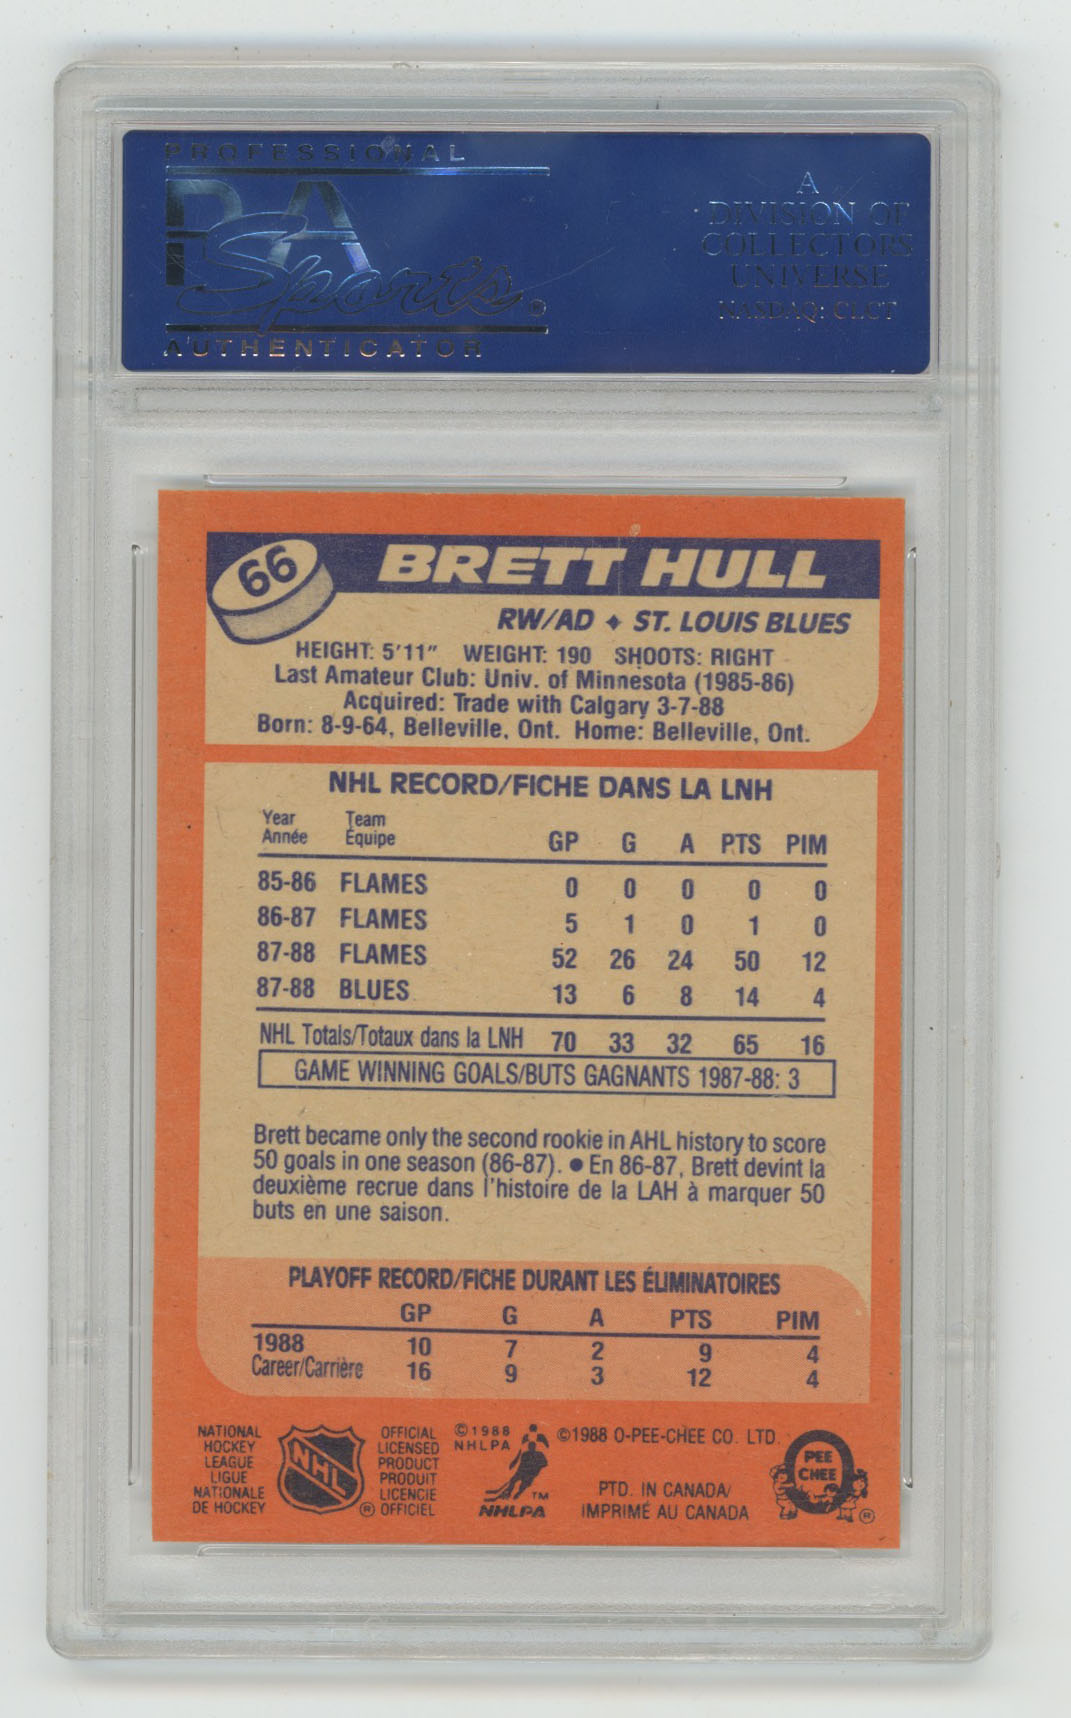 PROFESSIONAL
PSA
Sports®
AUTHENTICATOR
A
DIVISION OF
COLLECTORS
UNIVERSE
NASDAQ: CLCT
66
BRETT HULL
RW/AD ♦ ST. LOUIS BLUES
HEIGHT: 5'11" WEIGHT: 190 SHOOTS: RIGHT
Last Amateur Club: Univ. of Minnesota (1985-86)
Acquired: Trade with Calgary 3-7-88
Born: 8-9-64, Belleville, Ont. Home: Belleville, Ont.
NHL RECORD/FICHE DANS LA LNH
Year Team
Année Équipe GP G A PTS PIM
85-86 FLAMES 0 0 0 0 0
86-87 FLAMES 5 1 0 1 0
87-88 FLAMES 52 26 24 50 12
87-88 BLUES 13 6 8 14 4
NHL Totals/Totaux dans la LNH 70 33 32 65 16
GAME WINNING GOALS/BUTS GAGNANTS 1987-88: 3
Brett became only the second rookie in AHL history to score
50 goals in one season (86-87). ● En 86-87, Brett devint la
deuxième recrue dans l'histoire de la LAH à marquer 50
buts en une saison.
PLAYOFF RECORD/FICHE DURANT LES ÉLIMINATOIRES
GP G A PTS PIM
1988 10 7 2 9 4
Career/Carrière 16 9 3 12 4
NATIONAL
HOCKEY
LEAGUE
LIGUE
NATIONALE
DE HOCKEY
NHL
®
OFFICIAL
LICENSED
PRODUCT
PRODUIT
LICENCIE
OFFICIEL
©1988
NHLPA
TM
NHLPA
©1988 O-PEE-CHEE CO. LTD.
PTD. IN CANADA/
IMPRIMÉ AU CANADA
PEE
CHEE
®